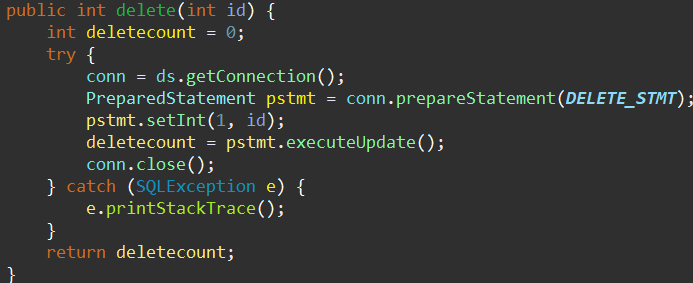 public int delete(int id) {
    int deletecount = 0;
    try {
        conn = ds.getConnection();
        PreparedStatement pstmt = conn.prepareStatement(DELETE_STMT);
        pstmt.setInt(1, id);
        deletecount = pstmt.executeUpdate();
        conn.close();
    } catch (SQLException e) {
        e.printStackTrace();
    }
    return deletecount;
}